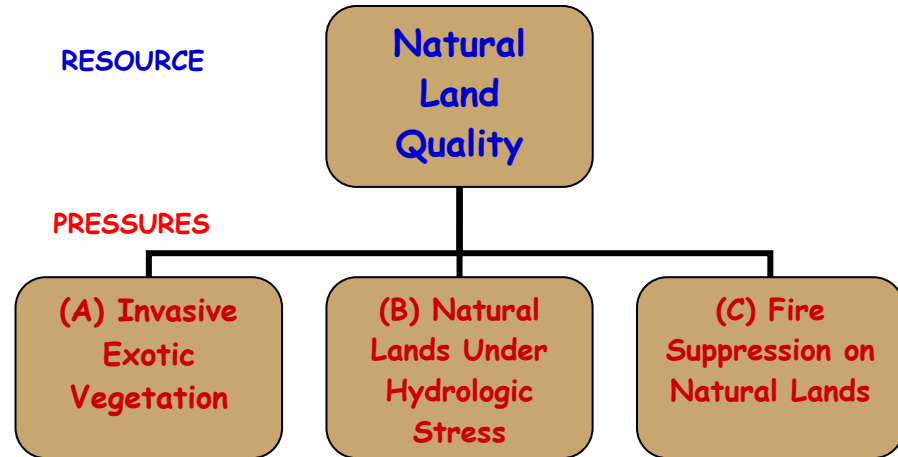 RESOURCE
Natural
Land
Quality
PRESSURES
(A) Invasive
Exotic
Vegetation
(B) Natural
Lands Under
Hydrologic
Stress
(C) Fire
Suppression on
Natural Lands